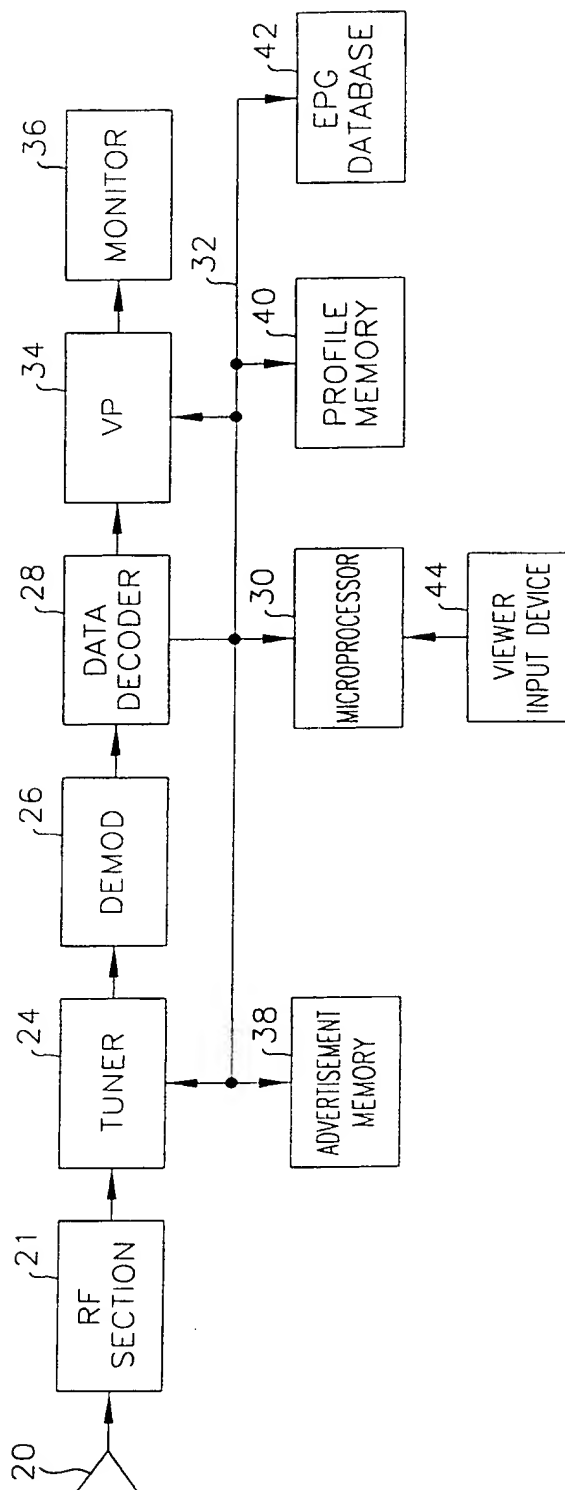 20
21
RF
SECTION
24
TUNER
26
DEMOD
28
DATA
DECODER
34
VP
36
MONITOR
32
38
ADVERTISEMENT
MEMORY
30
MICROPROCESSOR
40
PROFILE
MEMORY
42
EPG
DATABASE
44
VIEWER
INPUT DEVICE